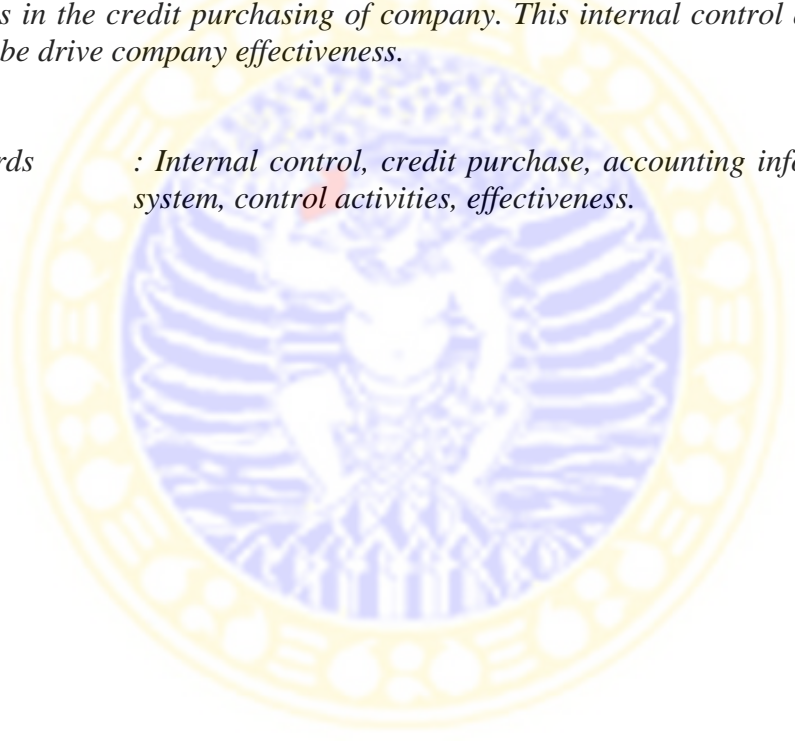 s in the credit purchasing of company. This internal control
be drive company effectiveness.
rds : Internal control, credit purchase, accounting info
system, control activities, effectiveness.